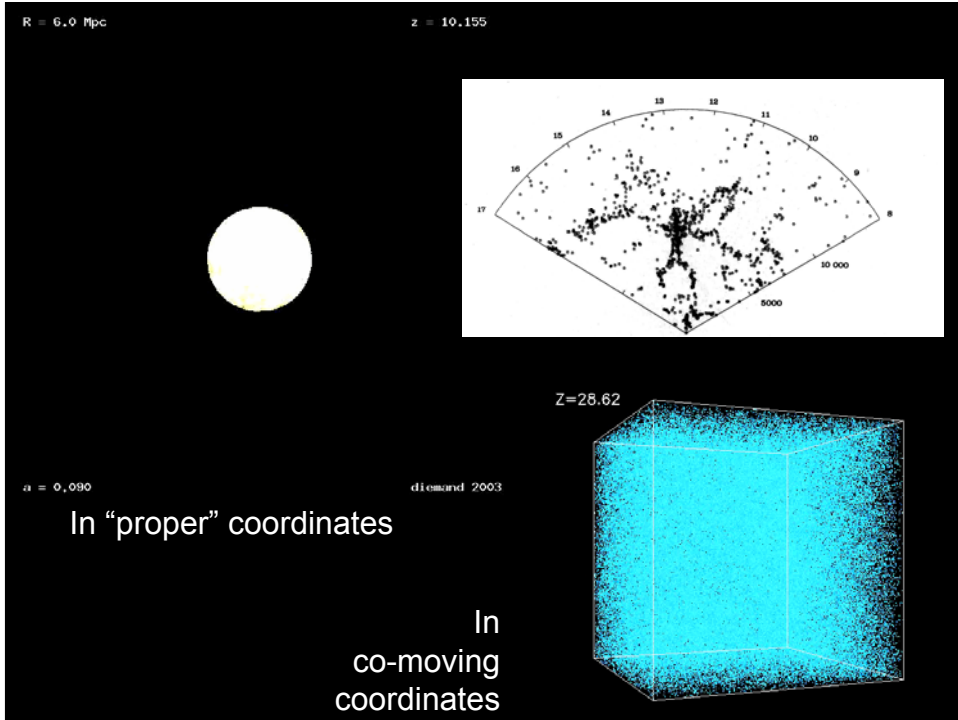 R = 6.0 Mpc
z = 10.155
17
16
15
14
13
12
11
10
9
8
10 000
5000
Z=28.62
a = 0.090
diemand 2003
In “proper” coordinates
In
co-moving
coordinates